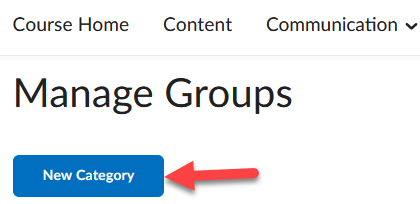 Course Home Content Communication
Manage Groups
New Category